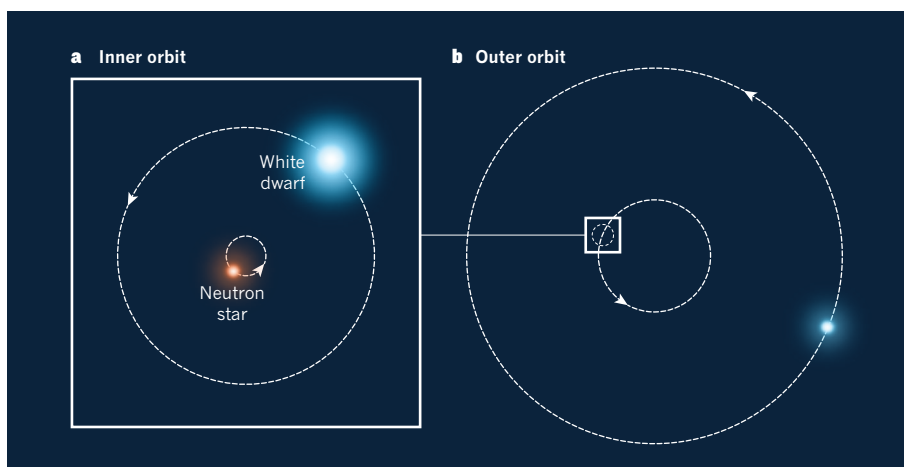 a Inner orbit
b Outer orbit
White
dwarf
Neutron
star